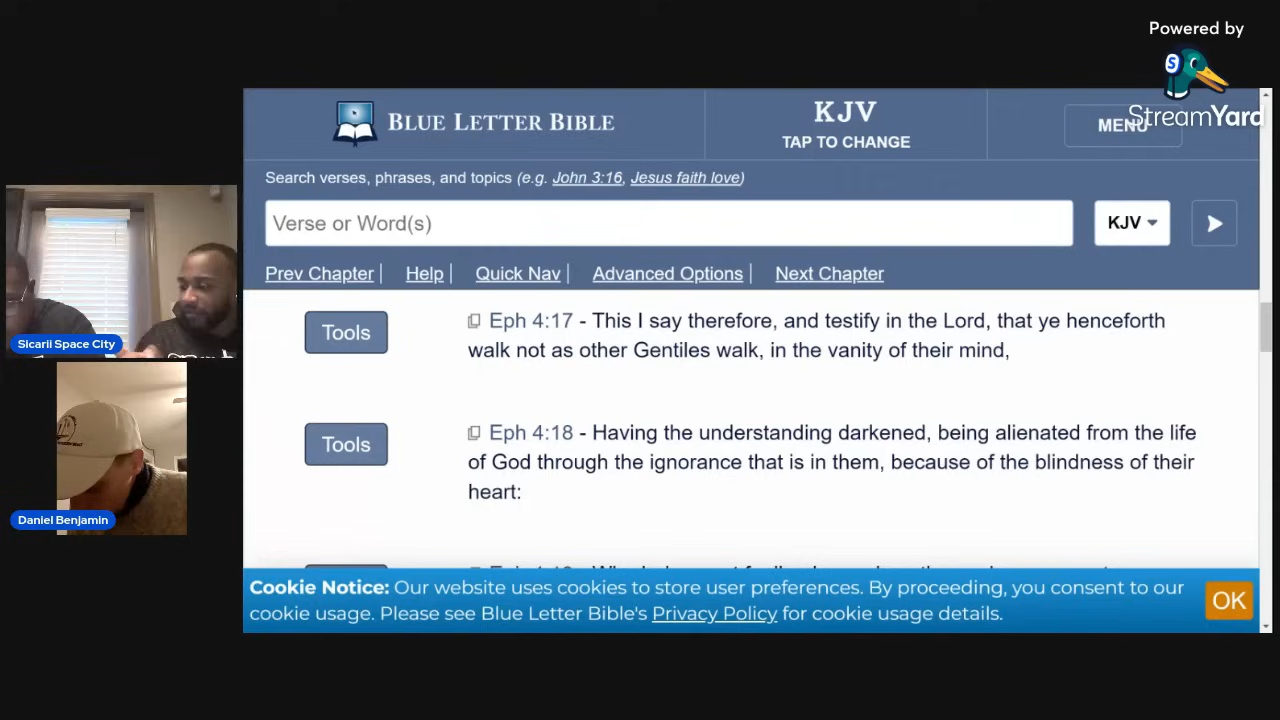 Powered by
StreamYard
BLUE LETTER BIBLE
KJV
TAP TO CHANGE
MENU
Search verses, phrases, and topics (e.g. John 3:16, Jesus faith love)
Verse or Word(s)
KJV
Prev Chapter| Help| Quick Nav| Advanced Options| Next Chapter
Tools
Eph 4:17 - This I say therefore, and testify in the Lord, that ye henceforth
walk not as other Gentiles walk, in the vanity of their mind,
Tools
Eph 4:18 - Having the understanding darkened, being alienated from the life
of God through the ignorance that is in them, because of the blindness of their
heart:
Cookie Notice: Our website uses cookies to store user preferences. By proceeding, you consent to our
cookie usage. Please see Blue Letter Bible's Privacy Policy for cookie usage details.
OK
Sicarii Space City
Daniel Benjamin